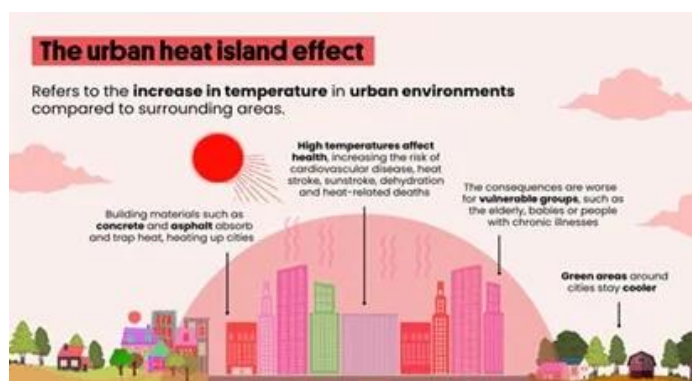 The urban heat island effect
Refers to the increase in temperature in urban environments
compared to surrounding areas.
High temperatures affect
health, increasing the risk of
cardiovascular disease, heat
stroke, sunstroke, dehydration
and heat-related deaths
Building materials such as
concrete and asphalt absorb
and trap heat, heating up cities
The consequences are worse
for vulnerable groups, such as
the elderly, babies or people
with chronic illnesses
Green areas around
cities stay cooler